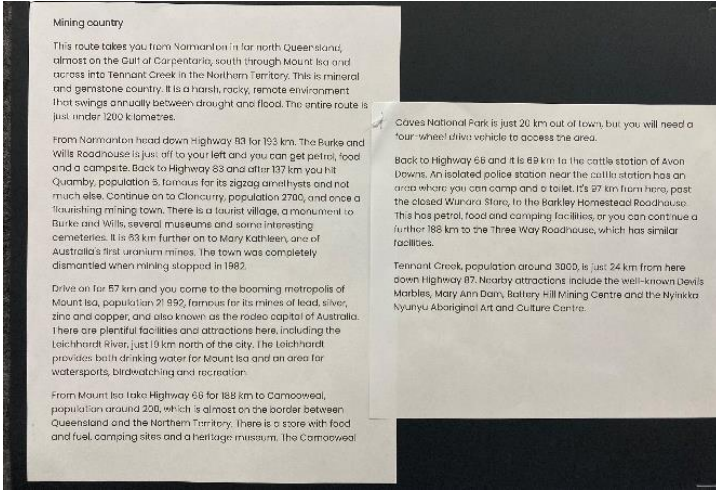 Mining country
This route takes you from Normanton in far north Queensland,
almost on the Gulf of Carpentaria, south through Mount Isa and
across into Tennant Creek in the Northern Territory. This is mineral
and gemstone country. It is a harsh, rocky, remote environment
that swings annually between drought and flood. The entire route is
just under 1200 kilometres.
From Normanton head down Highway 83 for 193 km. The Burke and
Wills Roadhouse is just off to your left and you can get petrol, food
and a campsite. Back to Highway 83 and after 137 km you hit
Quamby, population 5, famous for its zigzag amethysts and not
much else. Continue on to Cloncurry, population 2700, and once a
flourishing mining town. There is a tourist village, a monument to
Burke and Wills, several museums and some interesting
cemeteries. It is 63 km further on to Mary Kathleen, one of
Australia's first uranium mines. The town was completely
dismantled when mining stopped in 1982.
Drive on for 57 km and you come to the booming metropolis of
Mount Isa, population 21 992, famous for its mines of lead, silver,
zinc and copper, and also known as the rodeo capital of Australia.
There are plentiful facilities and attractions here, including the
Leichhardt River, just 19 km north of the city. The Leichhardt
provides both drinking water for Mount Isa and an area for
watersports, birdwatching and recreation.
From Mount Isa take Highway 66 for 188 km to Camooweal,
population around 200, which is almost on the border between
Queensland and the Northern Territory. There is a store with food
and fuel, camping sites and a heritage museum. The Camooweal
Caves National Park is just 20 km out of town, but you will need a
four-wheel drive vehicle to access the area.
Back to Highway 66 and it is 69 km to the cattle station of Avon
Downs. An isolated police station near the cattle station has an
area where you can camp and a toilet. It's 97 km from here, past
the closed Wunara Store, to the Barkley Homestead Roadhouse.
This has petrol, food and camping facilities, or you can continue a
further 188 km to the Three Way Roadhouse, which has similar
facilities.
Tennant Creek, population around 3000, is just 24 km from here
down Highway 87. Nearby attractions include the well-known Devils
Marbles, Mary Ann Dam, Battery Hill Mining Centre and the Nyinkka
Nyunyu Aboriginal Art and Culture Centre.